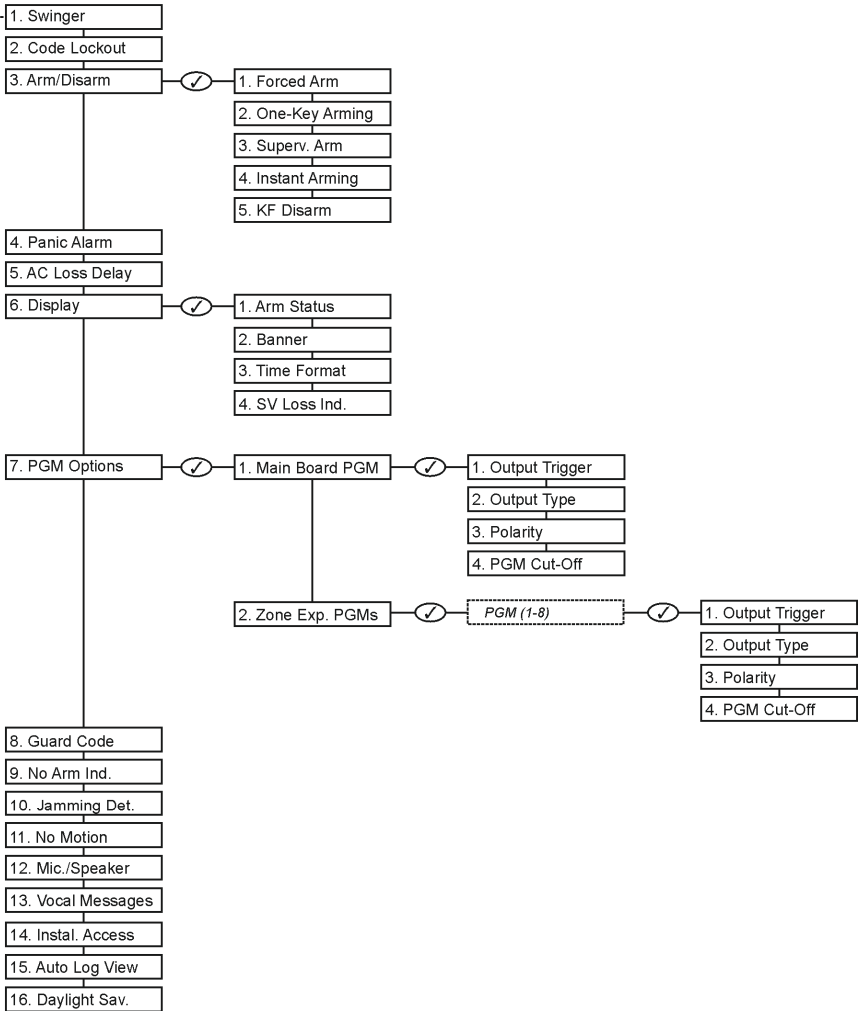 1. Swinger
2. Code Lockout
3. Arm/Disarm
1. Forced Arm
2. One-Key Arming
3. Superv. Arm
4. Instant Arming
5. KF Disarm
4. Panic Alarm
5. AC Loss Delay
6. Display
1. Arm Status
2. Banner
3. Time Format
4. SV Loss Ind.
7. PGM Options
1. Main Board PGM
1. Output Trigger
2. Output Type
3. Polarity
4. PGM Cut-Off
2. Zone Exp. PGMs
PGM (1-8)
1. Output Trigger
2. Output Type
3. Polarity
4. PGM Cut-Off
8. Guard Code
9. No Arm Ind.
10. Jamming Det.
11. No Motion
12. Mic./Speaker
13. Vocal Messages
14. Instal. Access
15. Auto Log View
16. Daylight Sav.